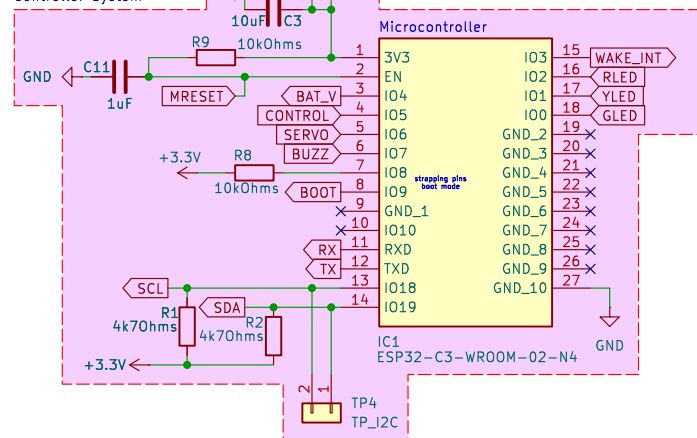 10uF C3
Microcontroller
R9 10kOhms
GND C11 1uF
MRESET
1 3V3
2 EN
BAT_V 3 IO4
CONTROL 4 IO5
SERVO 5 IO6
BUZZ 6 IO7
+3.3V R8 10kOhms 7 IO8
BOOT 8 IO9
9 GND_1
10 IO10
RX 11 RXD
TX 12 TXD
SCL 13 IO18
SDA 14 IO19
strapping pins
boot mode
IO3 15 WAKE_INT
IO2 16 RLED
IO1 17 YLED
IO0 18 GLED
GND_2 19
GND_3 20
GND_4 21
GND_5 22
GND_6 23
GND_7 24
GND_8 25
GND_9 26
GND_10 27
GND
R1
4k7Ohms
R2
4k7Ohms
+3.3V
IC1
ESP32-C3-WROOM-02-N4
2 1
TP4
TP_I2C